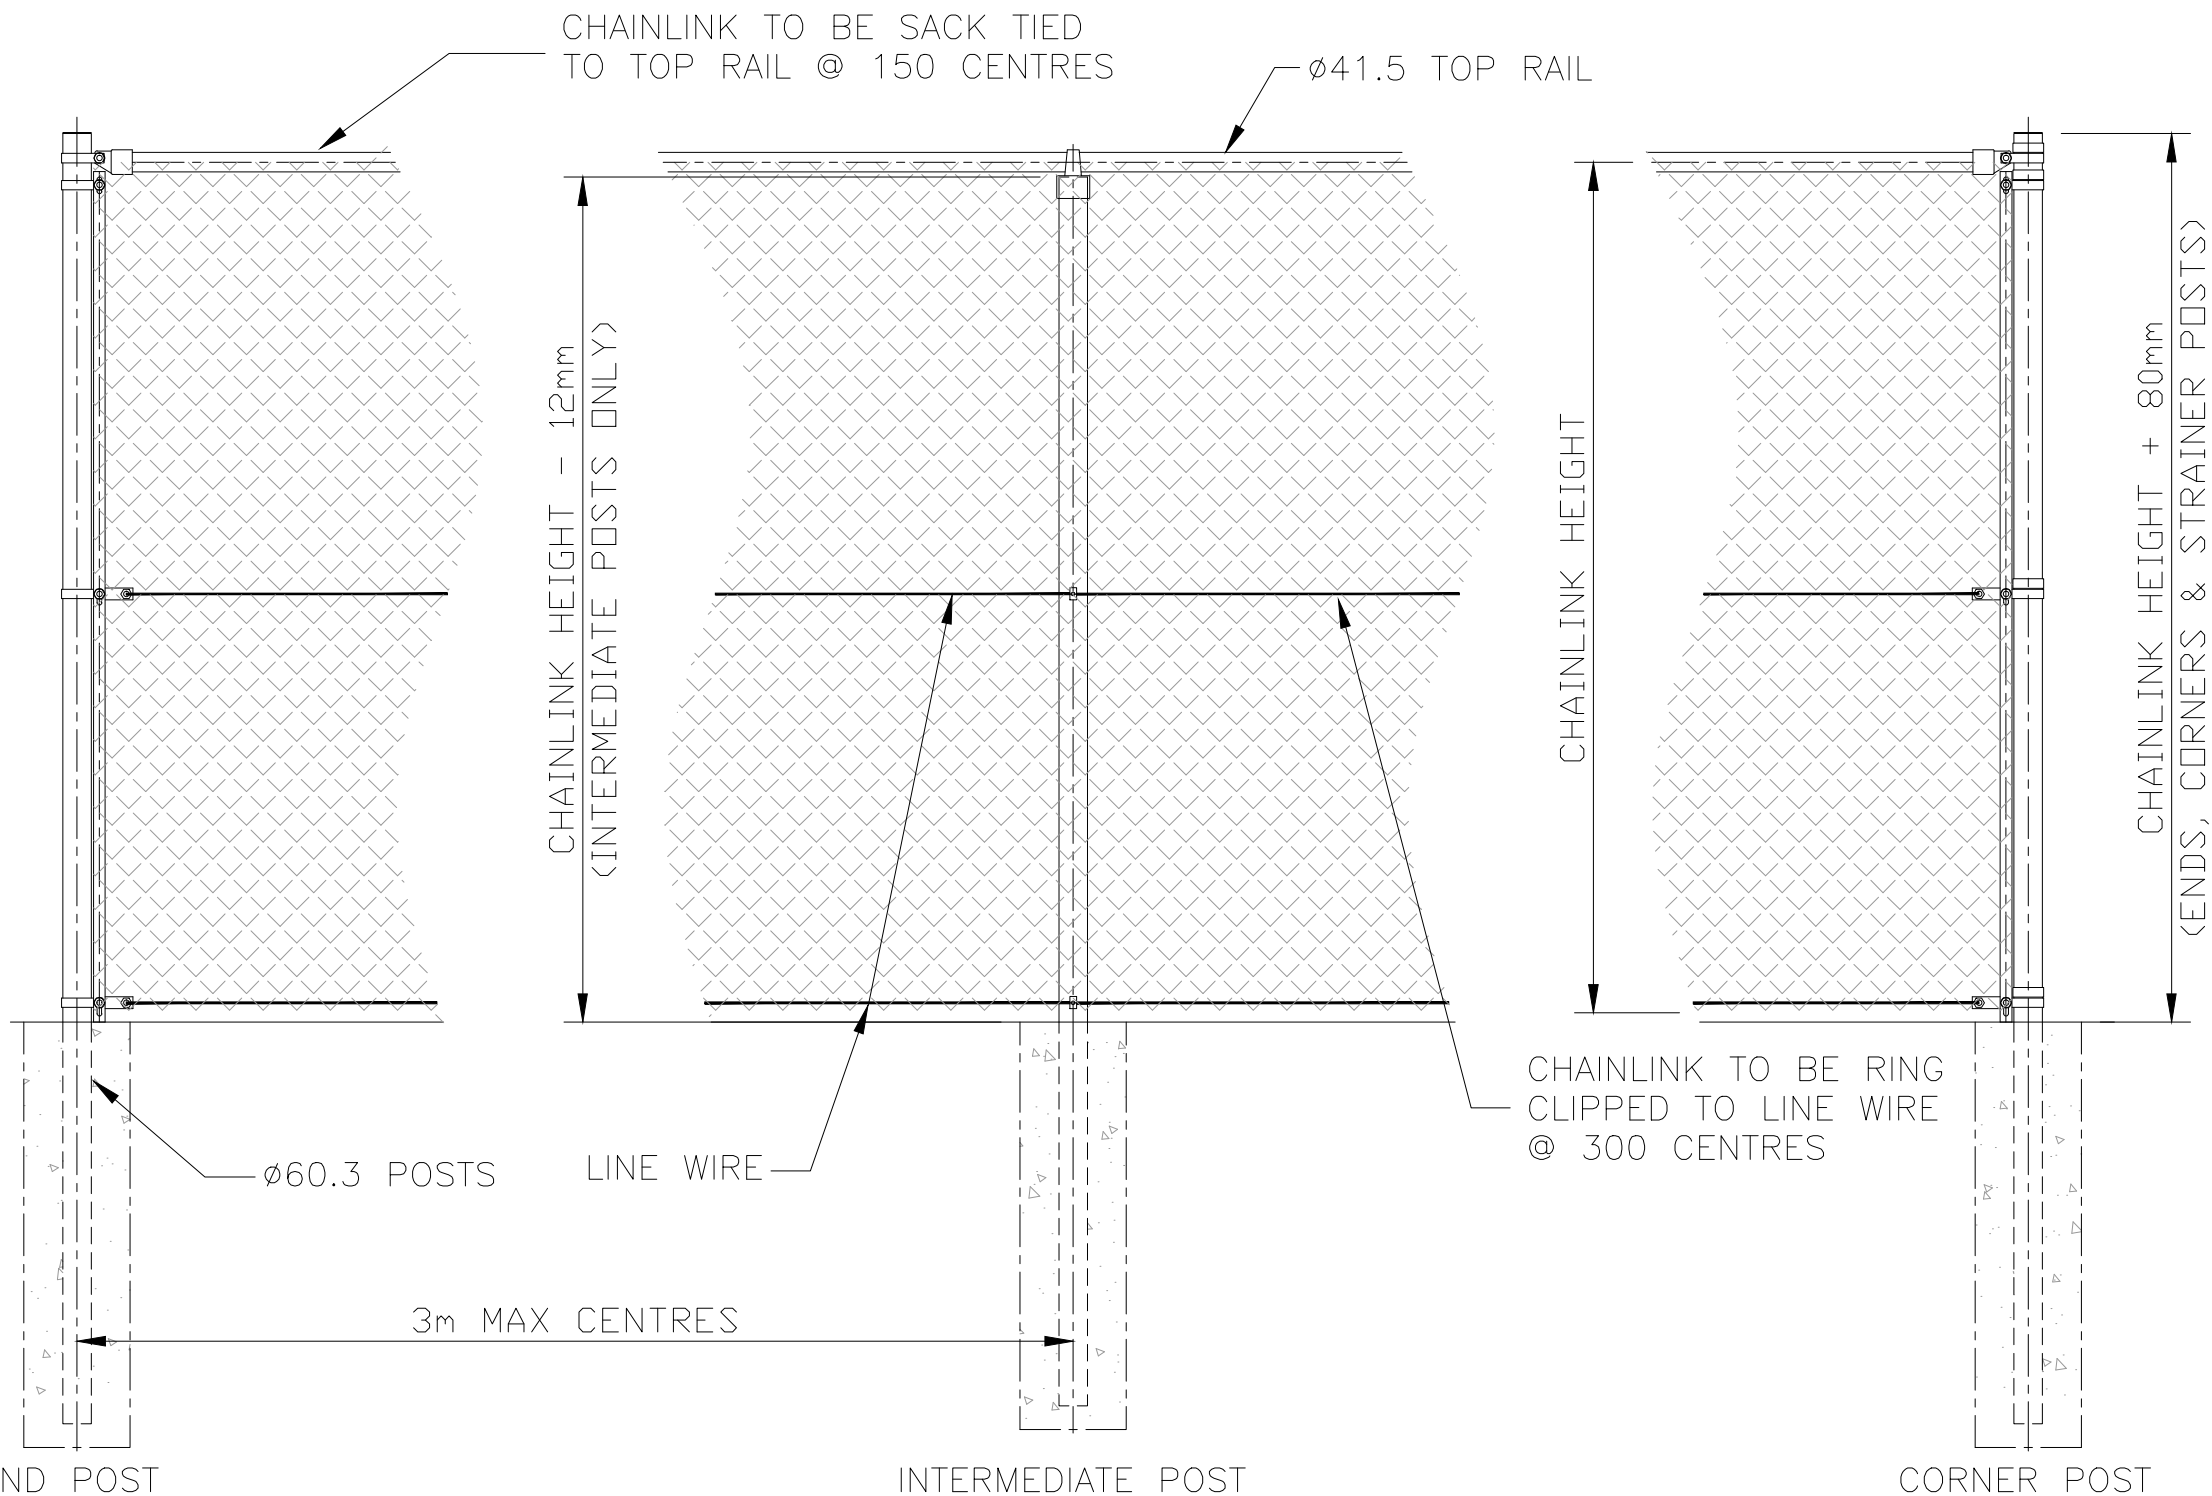 CHAINLINK TO BE SACK TIED
TO TOP RAIL @ 150 CENTRES
Ø41.5 TOP RAIL
CHAINLINK HEIGHT - 12mm
(INTERMEDIATE POSTS ONLY)
CHAINLINK HEIGHT
CHAINLINK HEIGHT + 80mm
(ENDS, CORNERS & STRAINER POSTS)
CHAINLINK TO BE RING
CLIPPED TO LINE WIRE
@ 300 CENTRES
Ø60.3 POSTS
LINE WIRE
3m MAX CENTRES
ND POST
INTERMEDIATE POST
CORNER POST